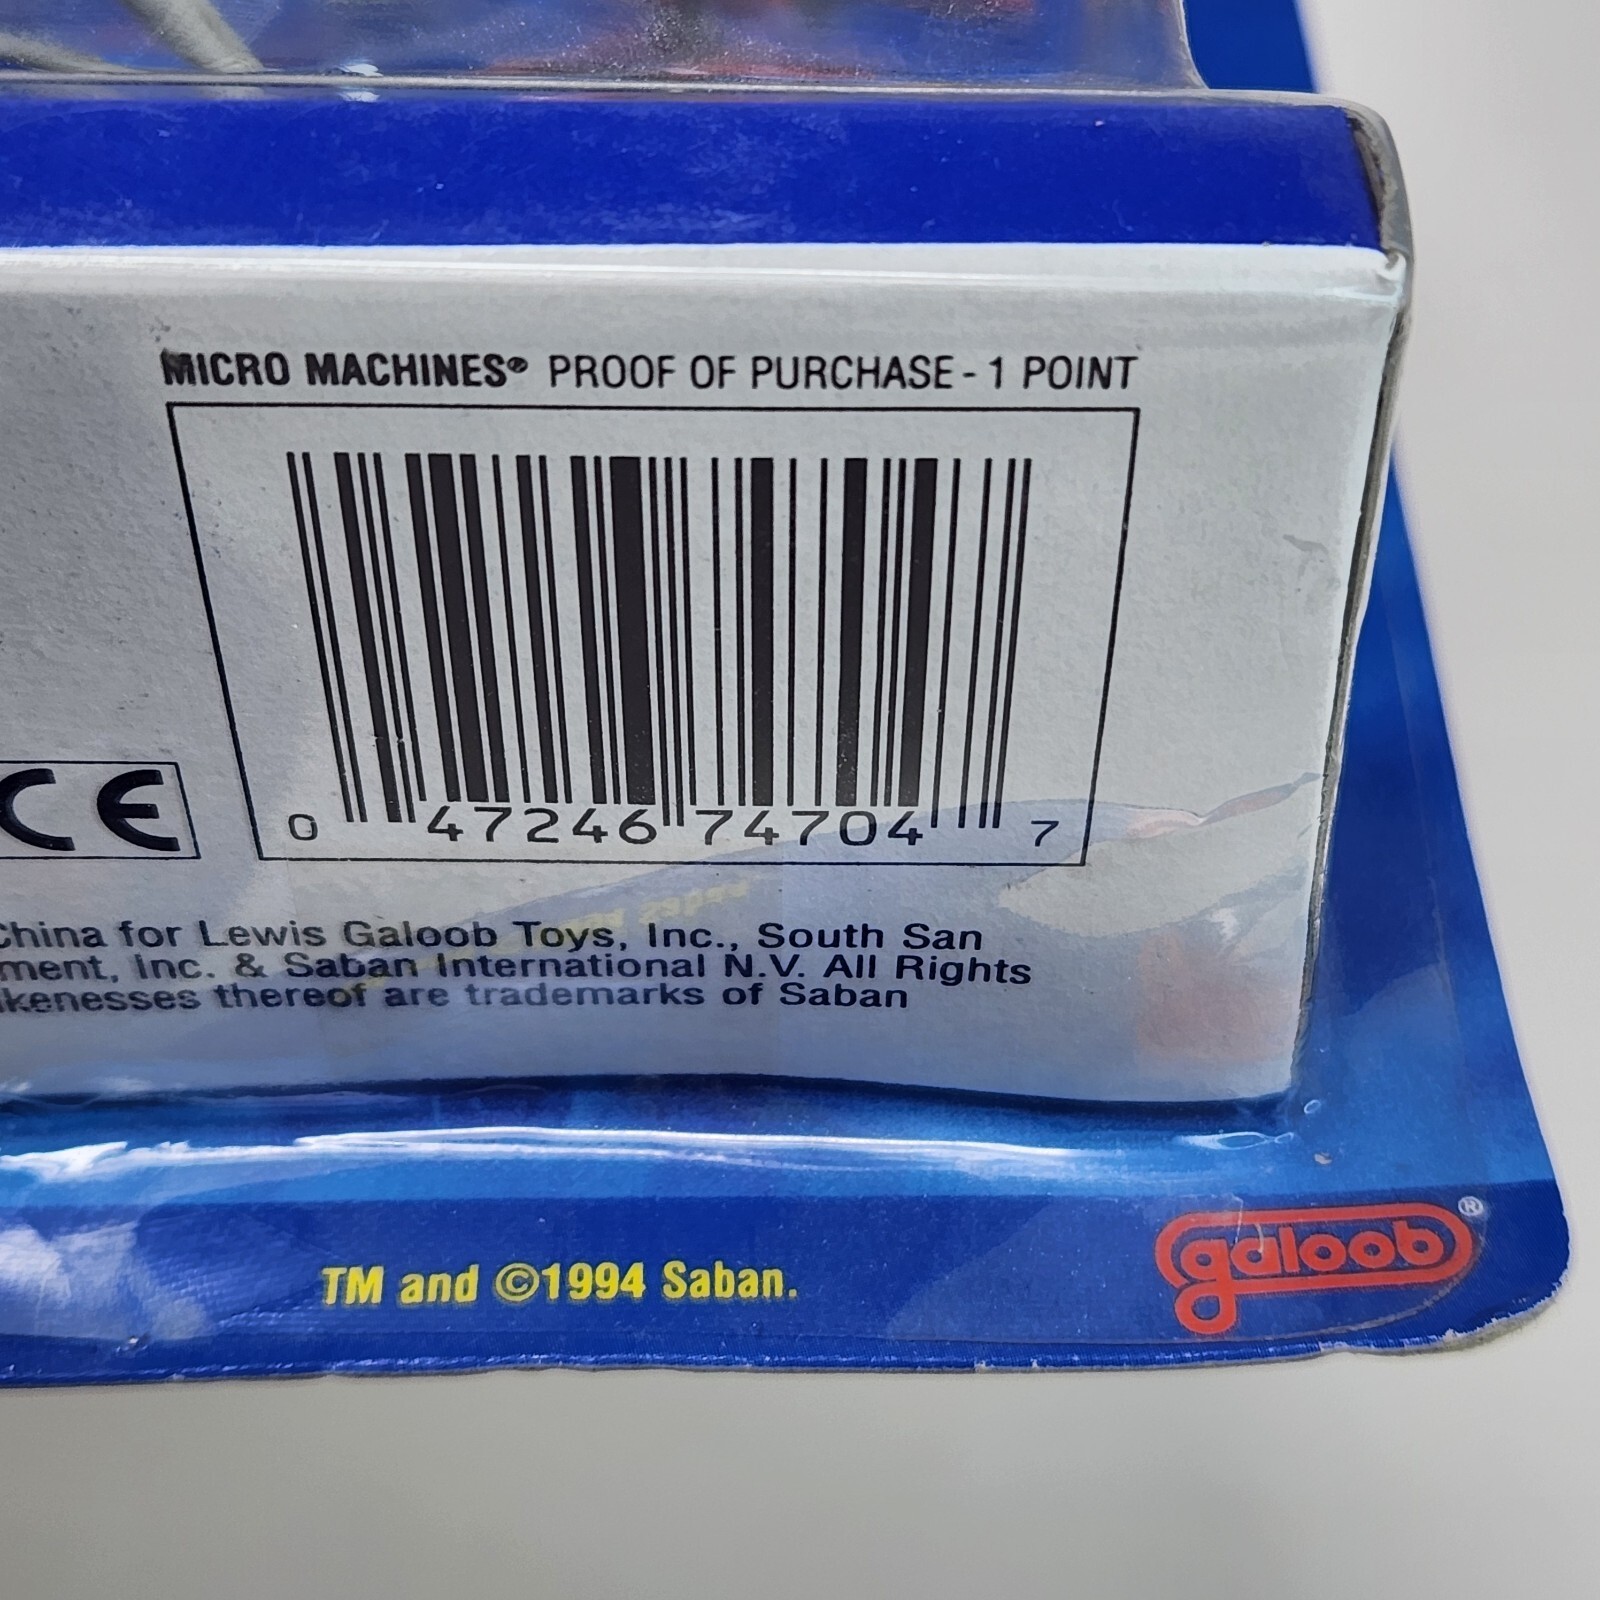 MICRO MACHINES® PROOF OF PURCHASE - 1 POINT
0 47246 74704 7
CE
China for Lewis Galoob Toys, Inc., South San
ment, Inc. & Saban International N.V. All Rights
ikenesses thereof are trademarks of Saban
TM and ©1994 Saban.
galoob®